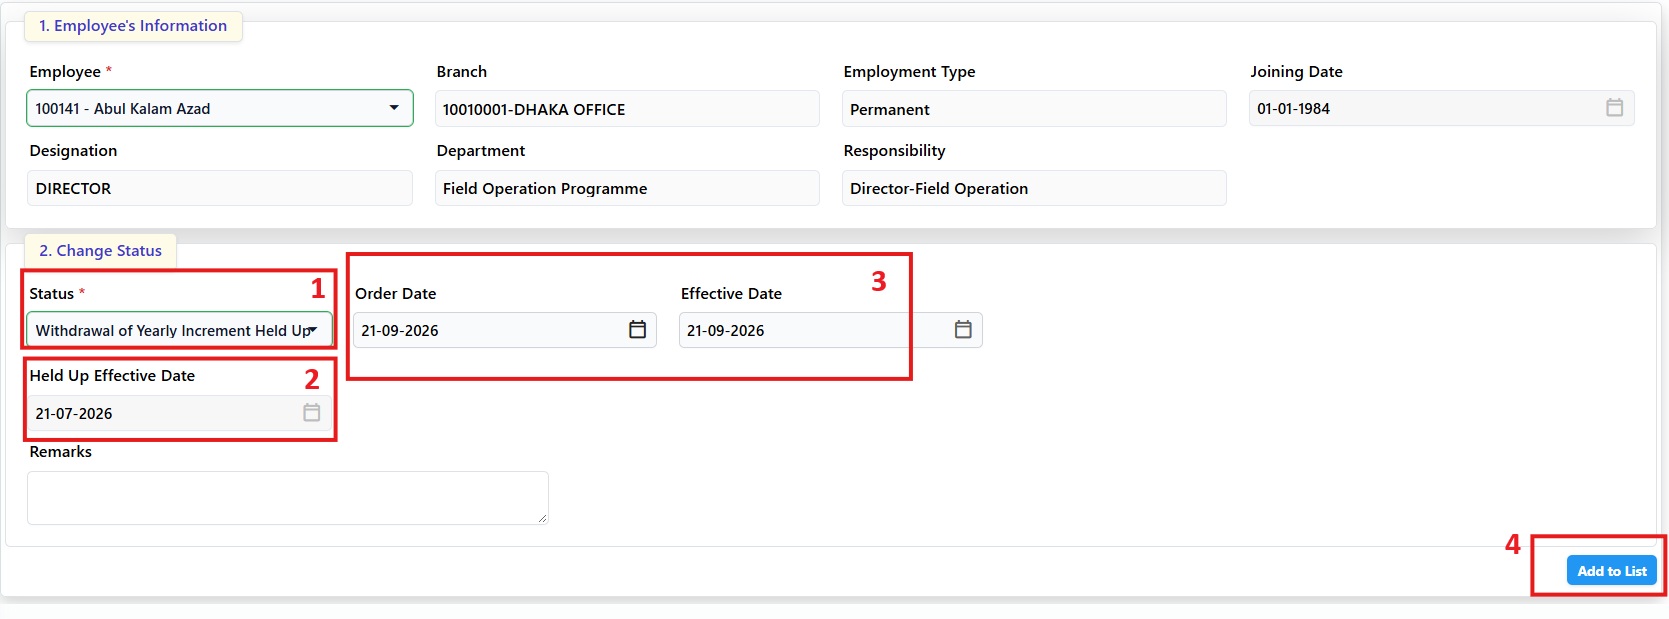 1. Employee's Information
Employee * Branch Employment Type Joining Date
100141 - Abul Kalam Azad 10010001-DHAKA OFFICE Permanent 01-01-1984
Designation Department Responsibility
DIRECTOR Field Operation Programme Director-Field Operation
2. Change Status
Status * 1 Order Date Effective Date 3
Withdrawal of Yearly Increment Held Up 21-09-2026 21-09-2026
Held Up Effective Date 2
21-07-2026
Remarks
4 Add to List